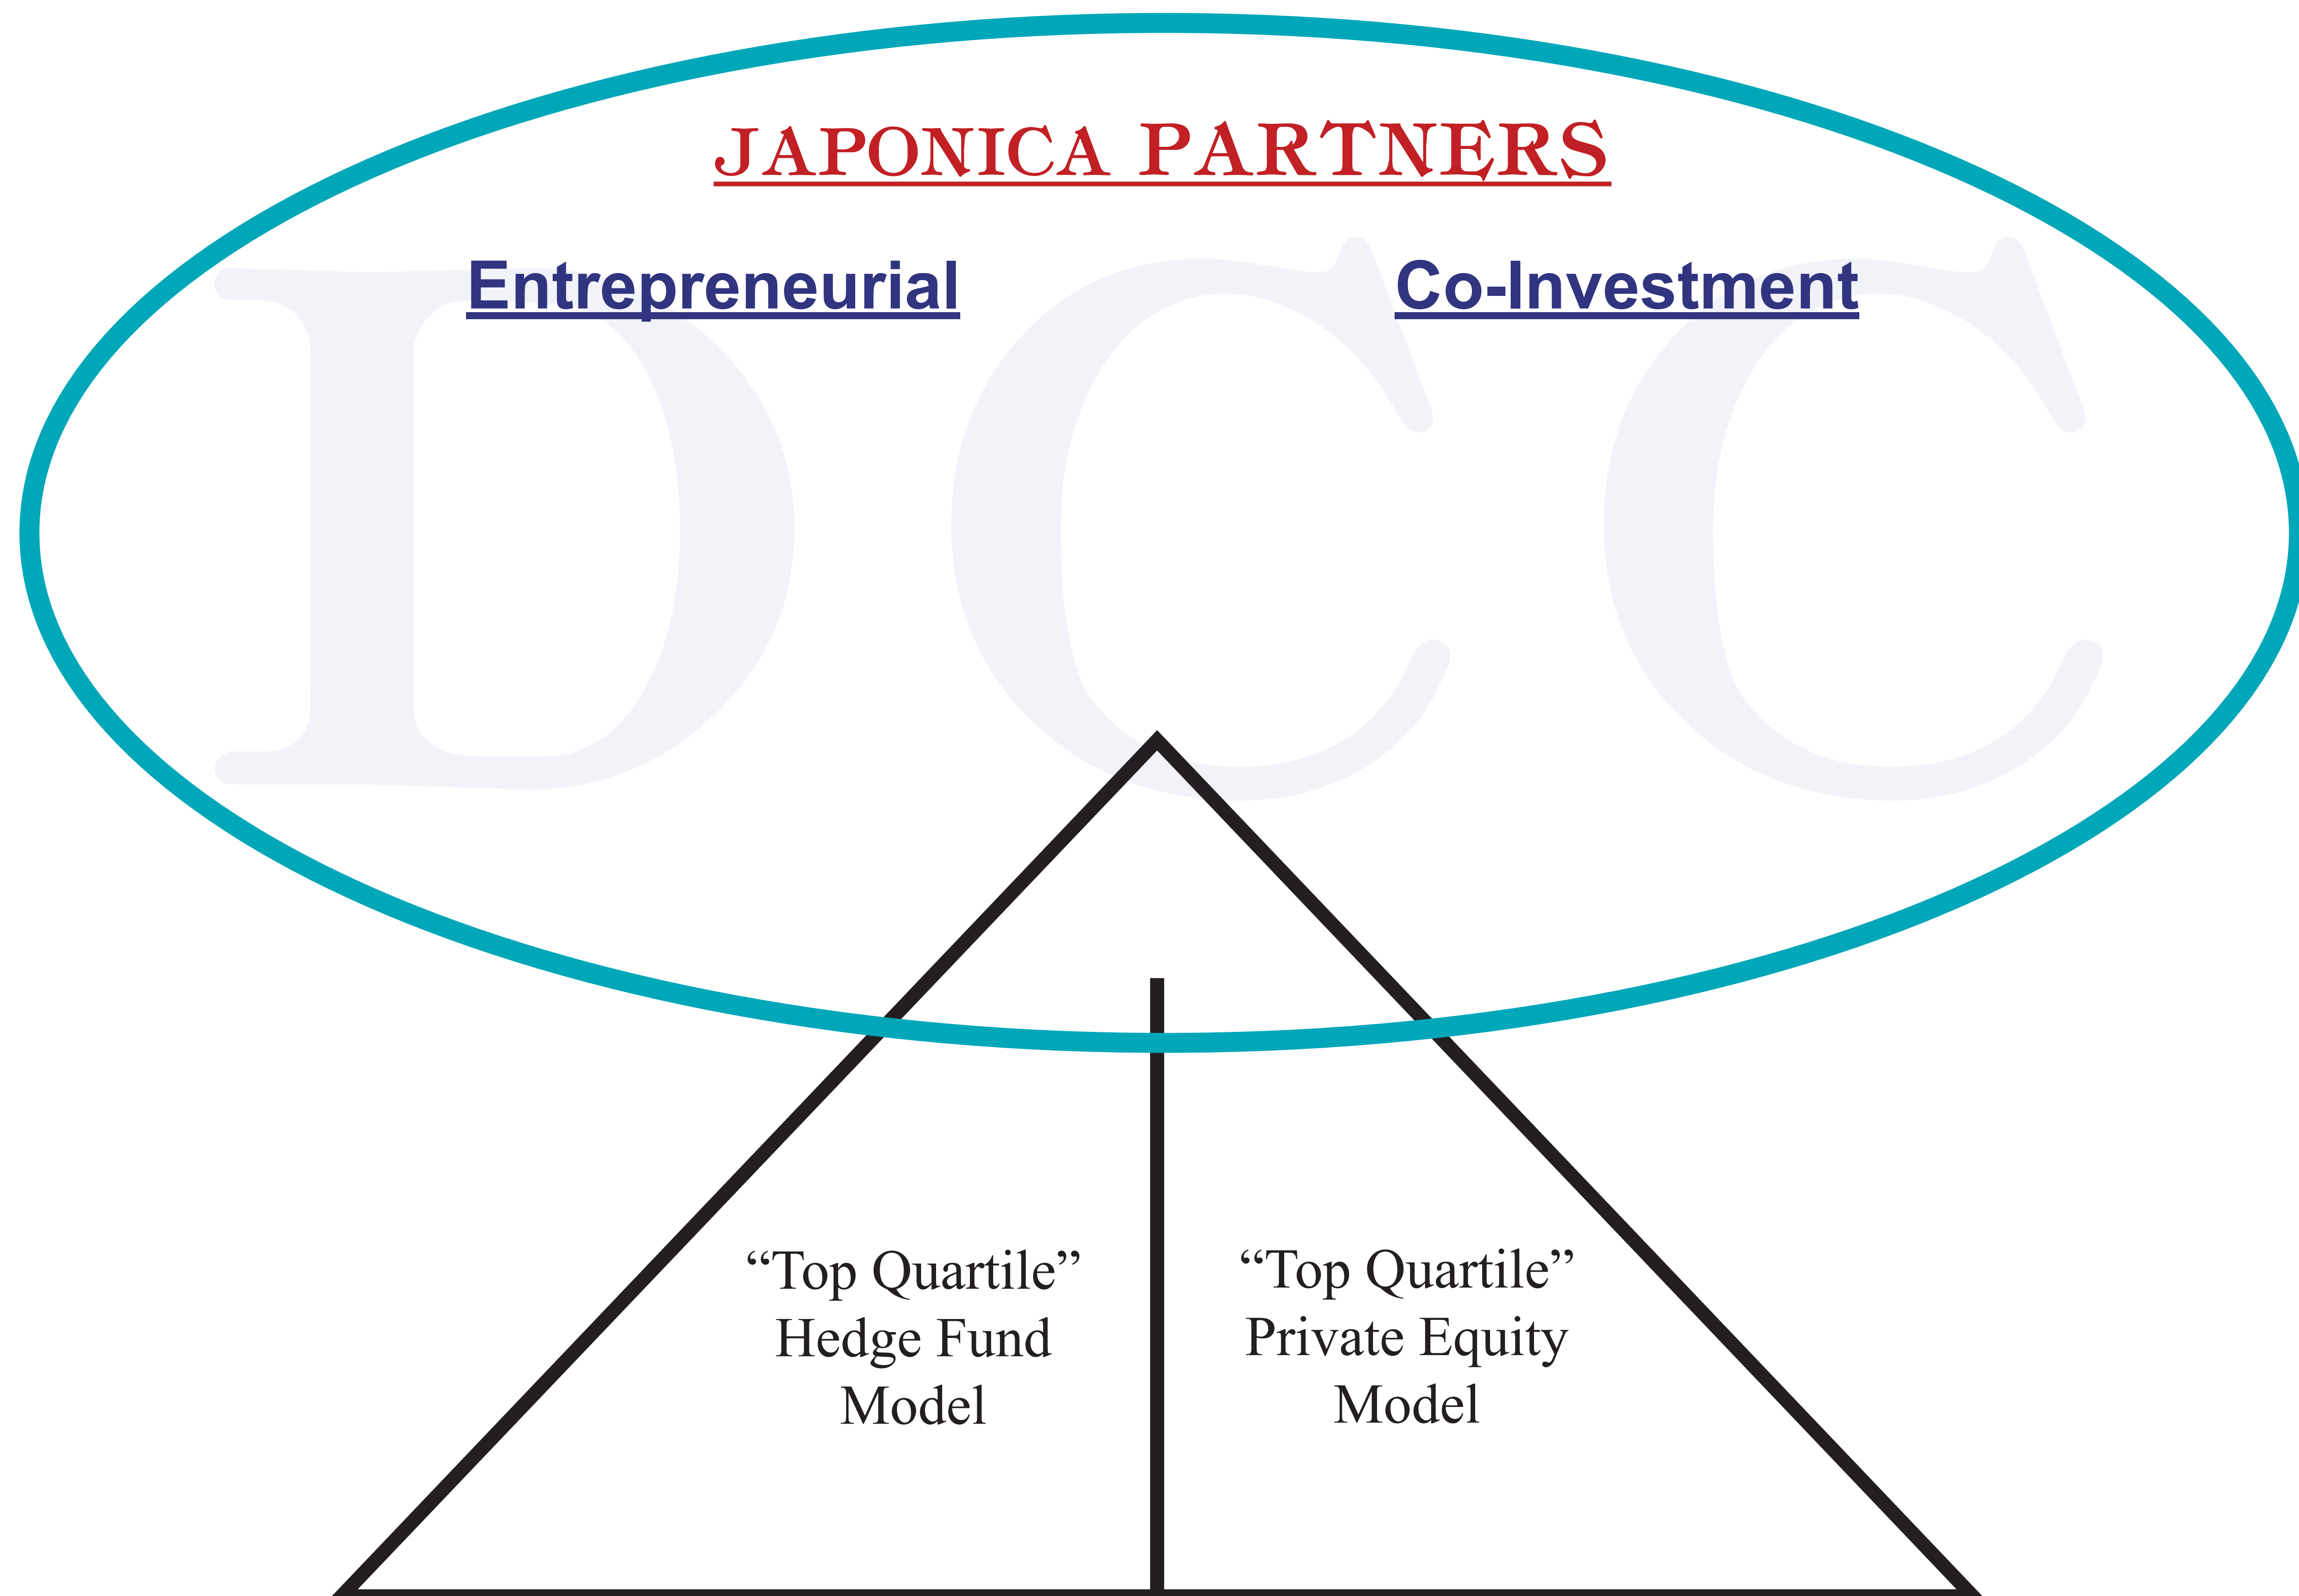 JAPONICA PARTNERS
Entrepreneurial
Co-Investment
DCC
“Top Quartile”
Hedge Fund
Model
“Top Quartile”
Private Equity
Model